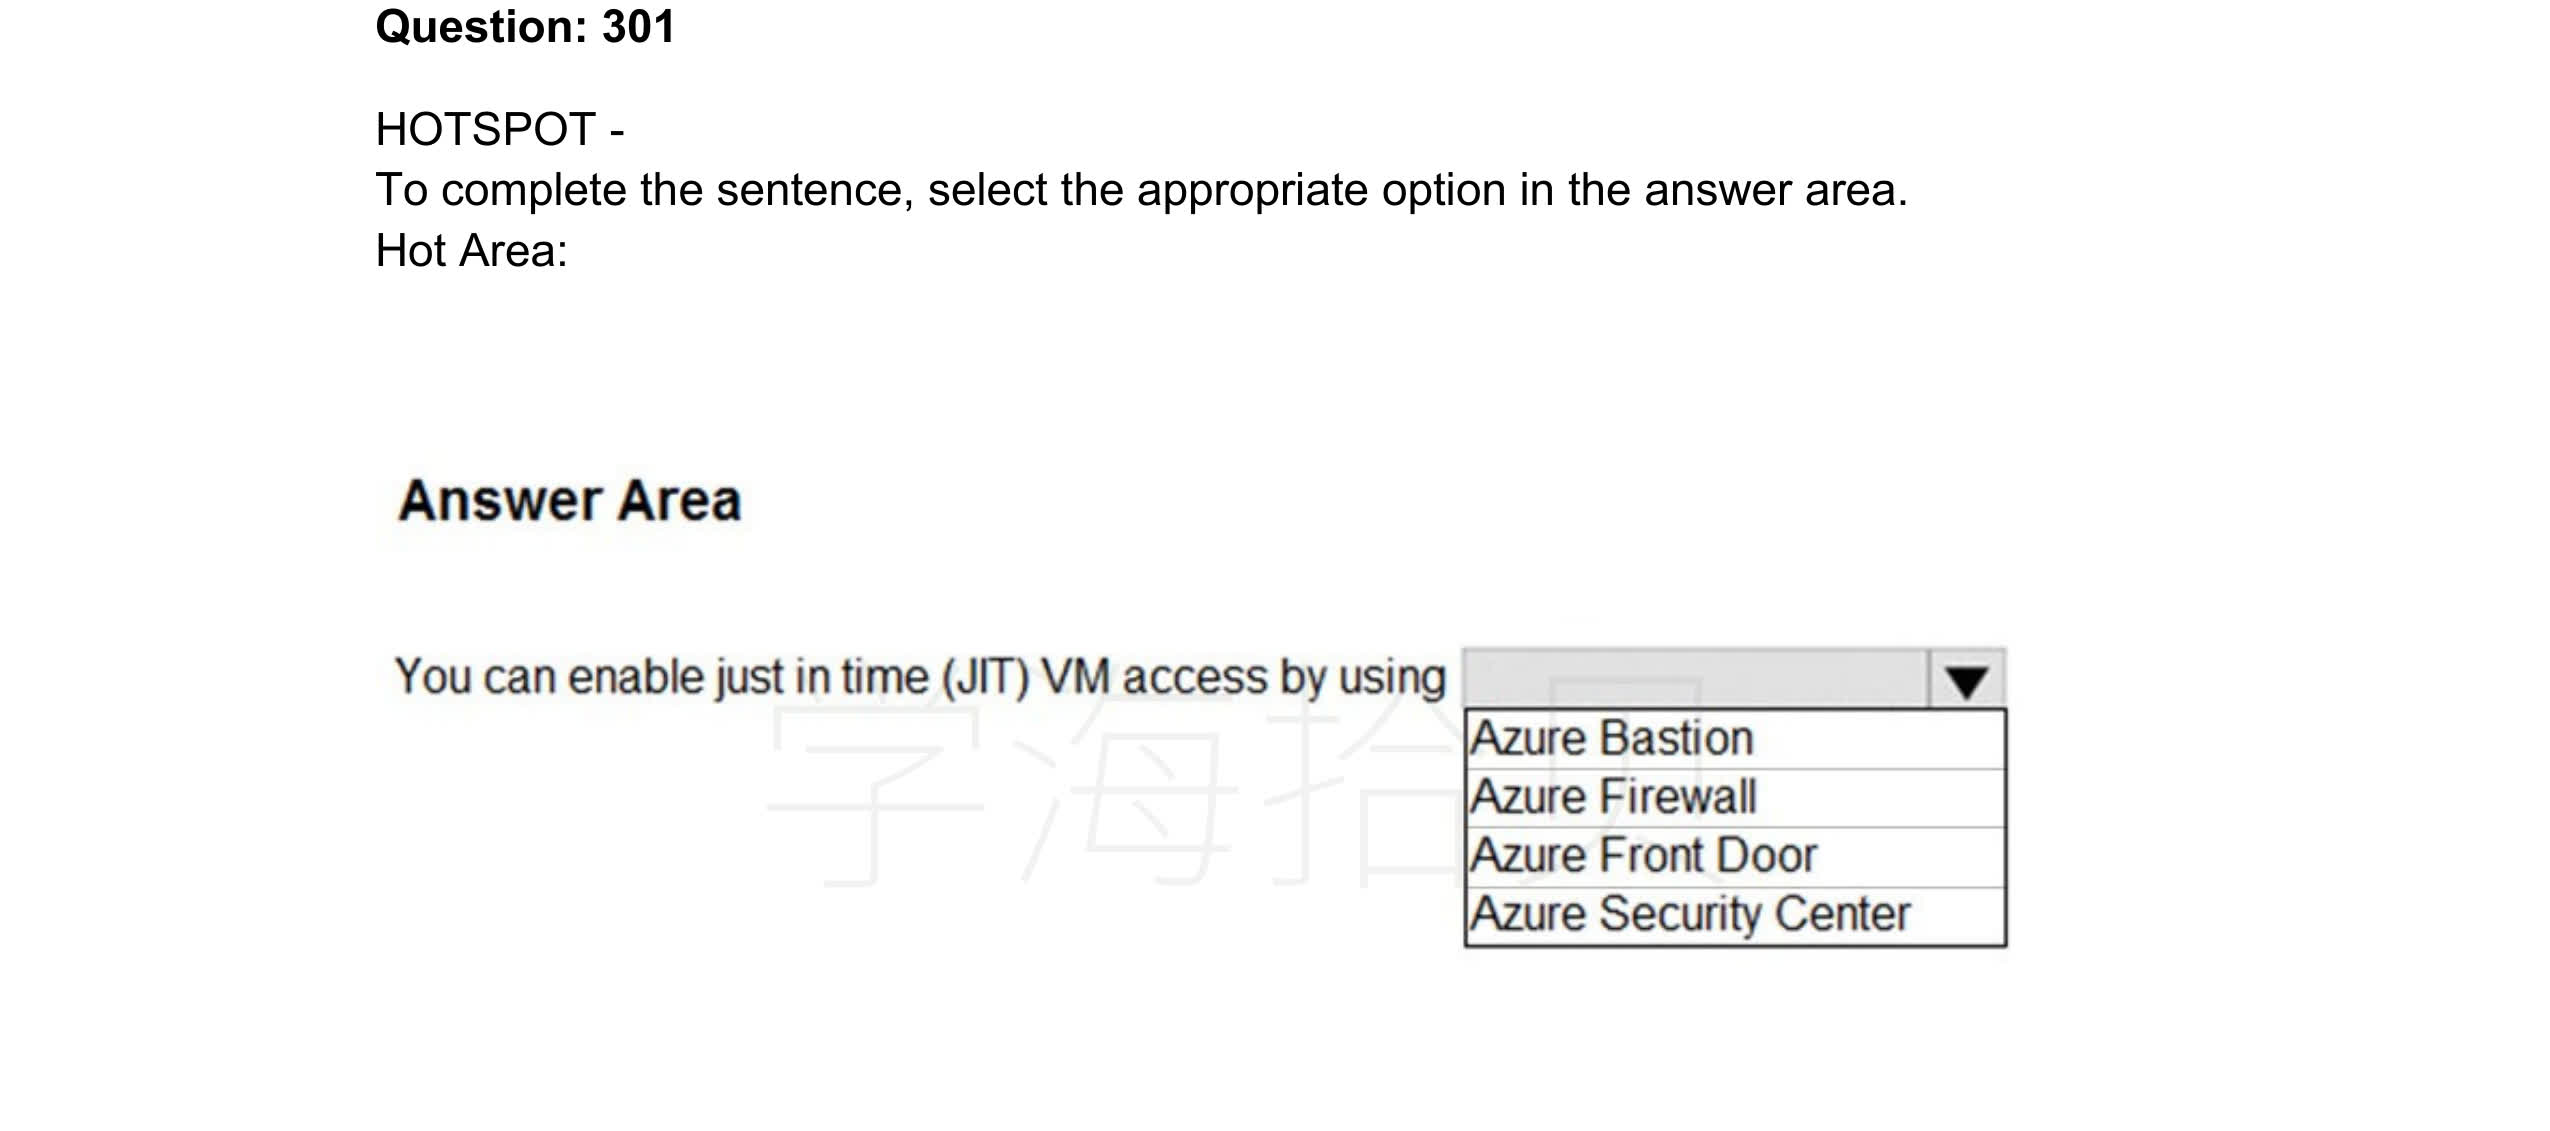 Question: 301
HOTSPOT -
To complete the sentence, select the appropriate option in the answer area.
Hot Area:
Answer Area
You can enable just in time (JIT) VM access by using
Azure Bastion
Azure Firewall
Azure Front Door
Azure Security Center
学海拾贝